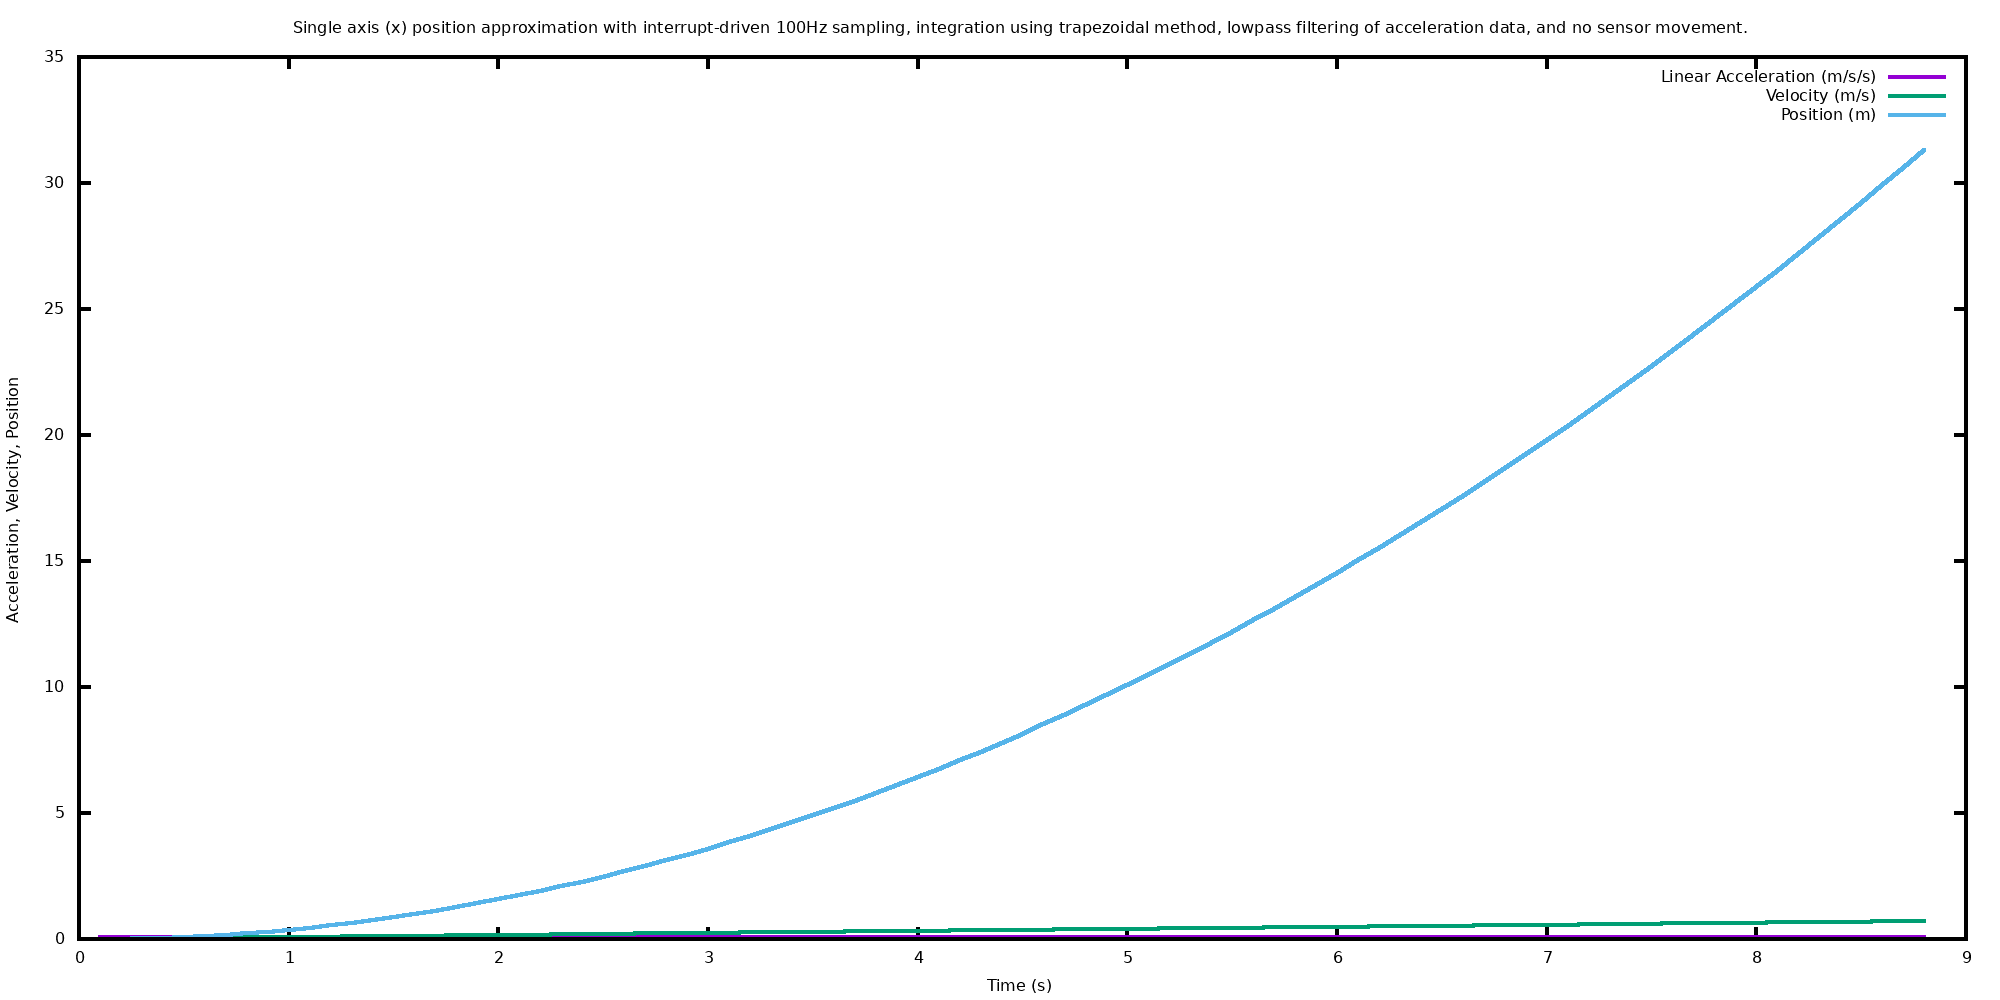 Single axis (x) position approximation with interrupt-driven 100Hz sampling, integration using trapezoidal method, lowpass filtering of acceleration data, and no sensor movement.
35
30
25
20
15
10
5
0
Acceleration, Velocity, Position
Linear Acceleration (m/s/s)
Velocity (m/s)
Position (m)
0 1 2 3 4 5 6 7 8 9
Time (s)